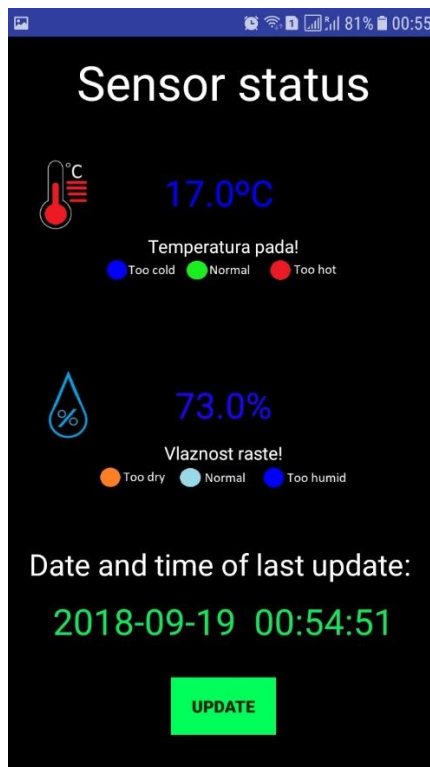 81% 00:55
Sensor status
°C
17.0ºC
Temperatura pada!
Too cold Normal Too hot
%
73.0%
Vlaznost raste!
Too dry Normal Too humid
Date and time of last update:
2018-09-19 00:54:51
UPDATE